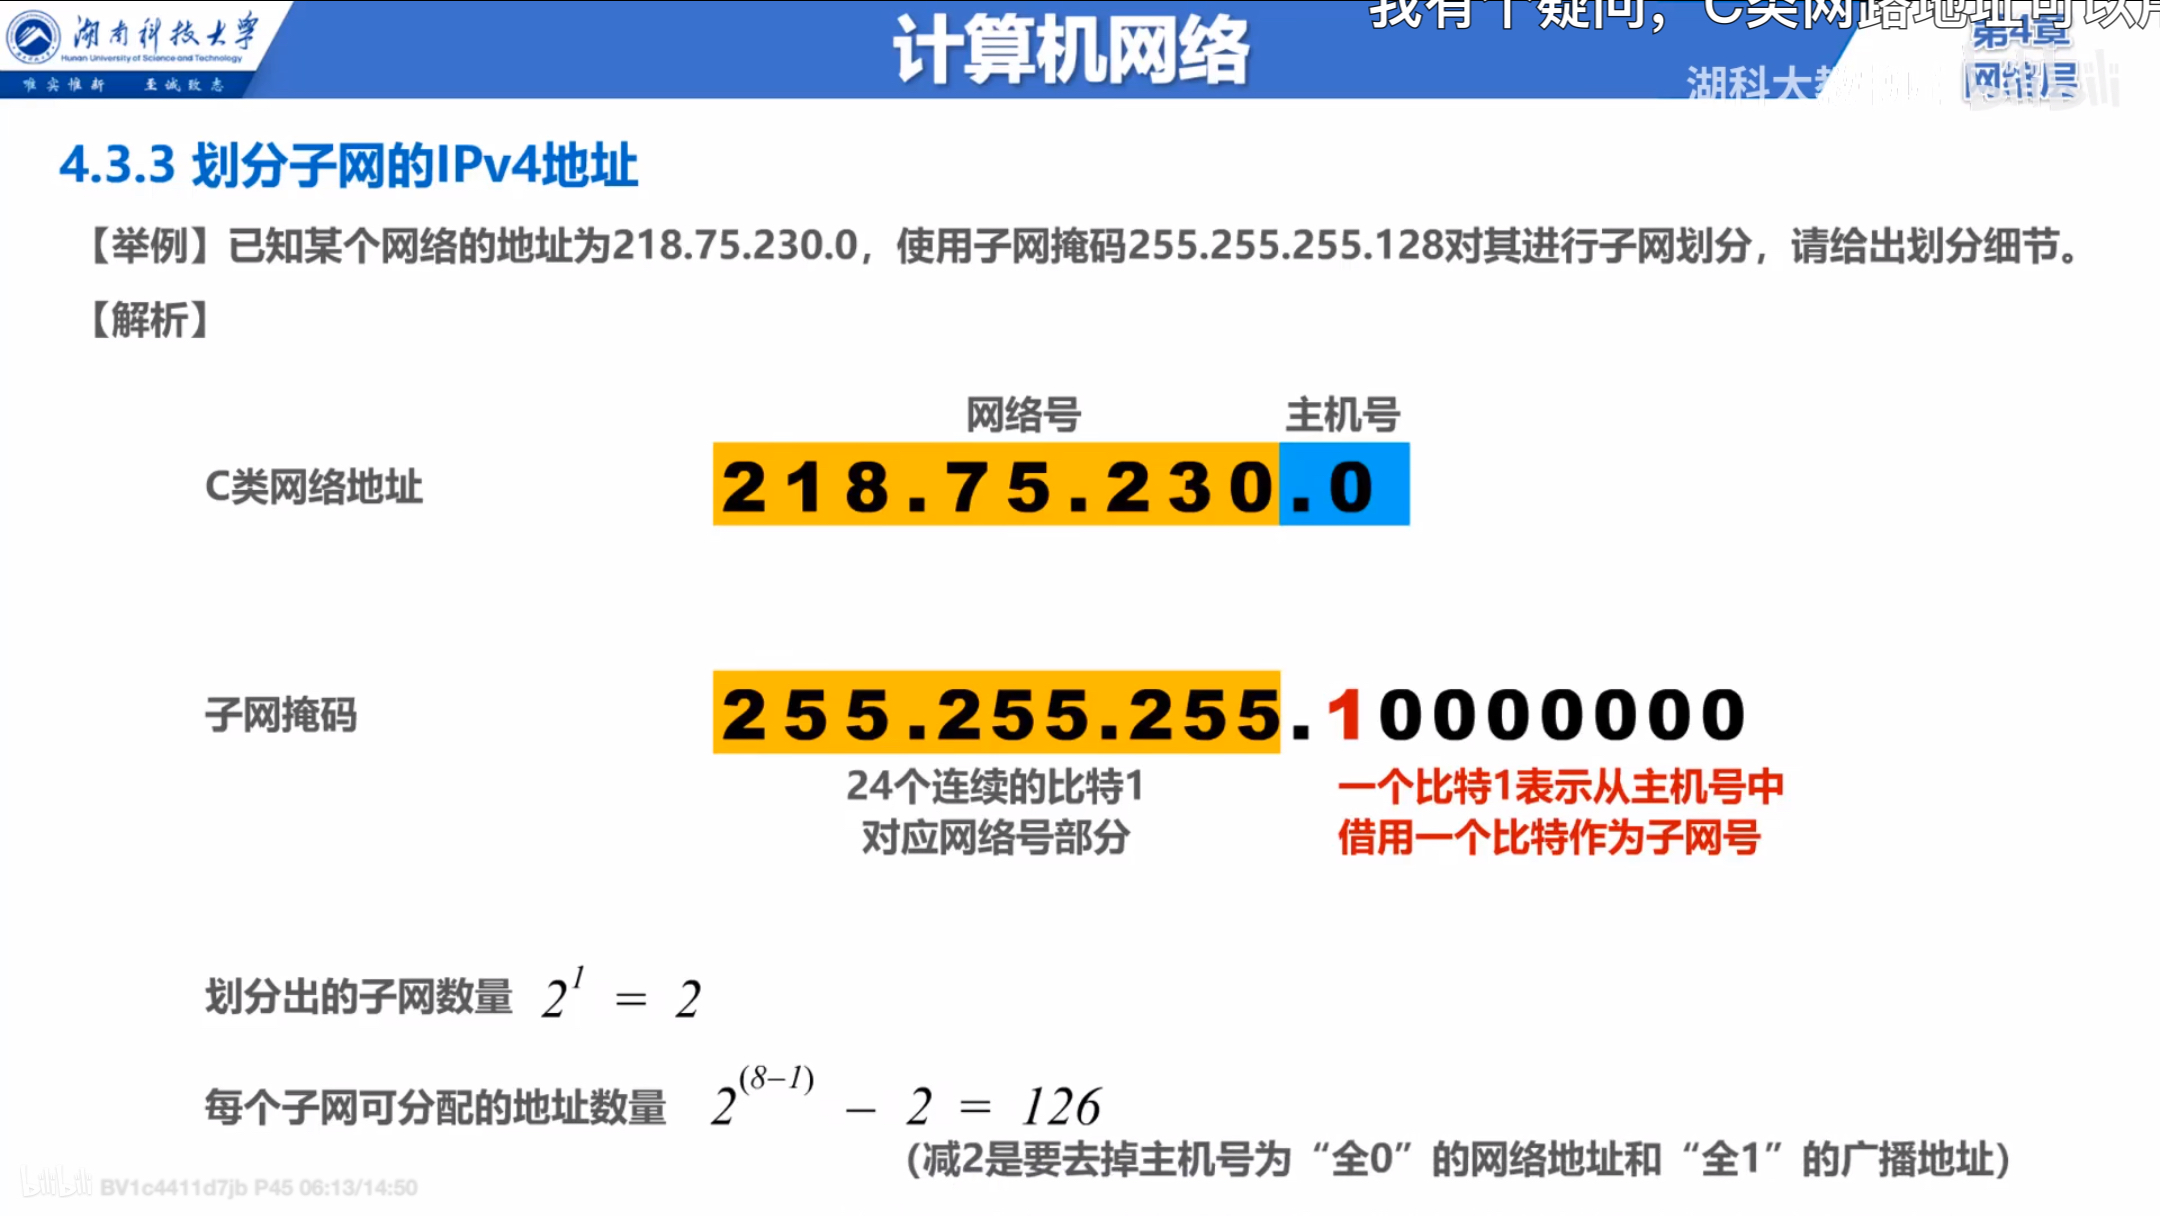 我有个疑问，C类网路地址可以
湖南科技大学
Hunan University of Science and Technology
唯实惟新 至诚致志
计算机网络
第4章
网络层
湖科大教书匠
bilibili
4.3.3 划分子网的IPv4地址
【举例】已知某个网络的地址为218.75.230.0，使用子网掩码255.255.255.128对其进行子网划分，请给出划分细节。
【解析】
网络号 主机号
C类网络地址 218.75.230.0
子网掩码 255.255.255.10000000
24个连续的比特1
对应网络号部分
一个比特1表示从主机号中
借用一个比特作为子网号
划分出的子网数量 2^1 = 2
每个子网可分配的地址数量 2^(8-1) - 2 = 126
（减2是要去掉主机号为“全0”的网络地址和“全1”的广播地址）
bilibili BV1c4411d7jb P45 06:13/14:50